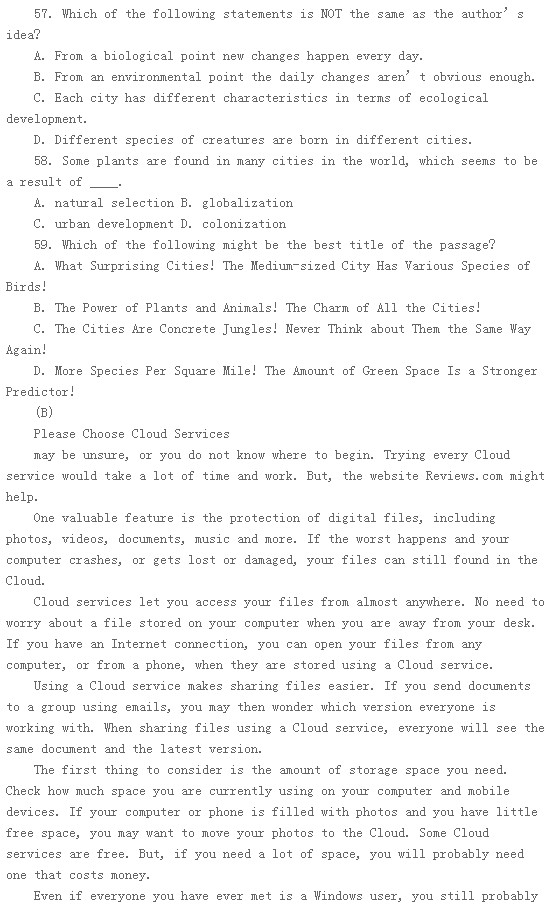 57. Which of the following statements is NOT the same as the author's
idea?
A. From a biological point new changes happen every day.
B. From an environmental point the daily changes aren't obvious enough.
C. Each city has different characteristics in terms of ecological
development.
D. Different species of creatures are born in different cities.
58. Some plants are found in many cities in the world, which seems to be
a result of ____.
A. natural selection B. globalization
C. urban development D. colonization
59. Which of the following might be the best title of the passage?
A. What Surprising Cities! The Medium-sized City Has Various Species of
Birds!
B. The Power of Plants and Animals! The Charm of All the Cities!
C. The Cities Are Concrete Jungles! Never Think about Them the Same Way
Again!
D. More Species Per Square Mile! The Amount of Green Space Is a Stronger
Predictor!
(B)
Please Choose Cloud Services
may be unsure, or you do not know where to begin. Trying every Cloud
service would take a lot of time and work. But, the website Reviews.com might
help.
One valuable feature is the protection of digital files, including
photos, videos, documents, music and more. If the worst happens and your
computer crashes, or gets lost or damaged, your files can still found in the
Cloud.
Cloud services let you access your files from almost anywhere. No need to
worry about a file stored on your computer when you are away from your desk.
If you have an Internet connection, you can open your files from any
computer, or from a phone, when they are stored using a Cloud service.
Using a Cloud service makes sharing files easier. If you send documents
to a group using emails, you may then wonder which version everyone is
working with. When sharing files using a Cloud service, everyone will see the
same document and the latest version.
The first thing to consider is the amount of storage space you need.
Check how much space you are currently using on your computer and mobile
devices. If your computer or phone is filled with photos and you have little
free space, you may want to move your photos to the Cloud. Some Cloud
services are free. But, if you need a lot of space, you will probably need
one that costs money.
Even if everyone you have ever met is a Windows user, you still probably